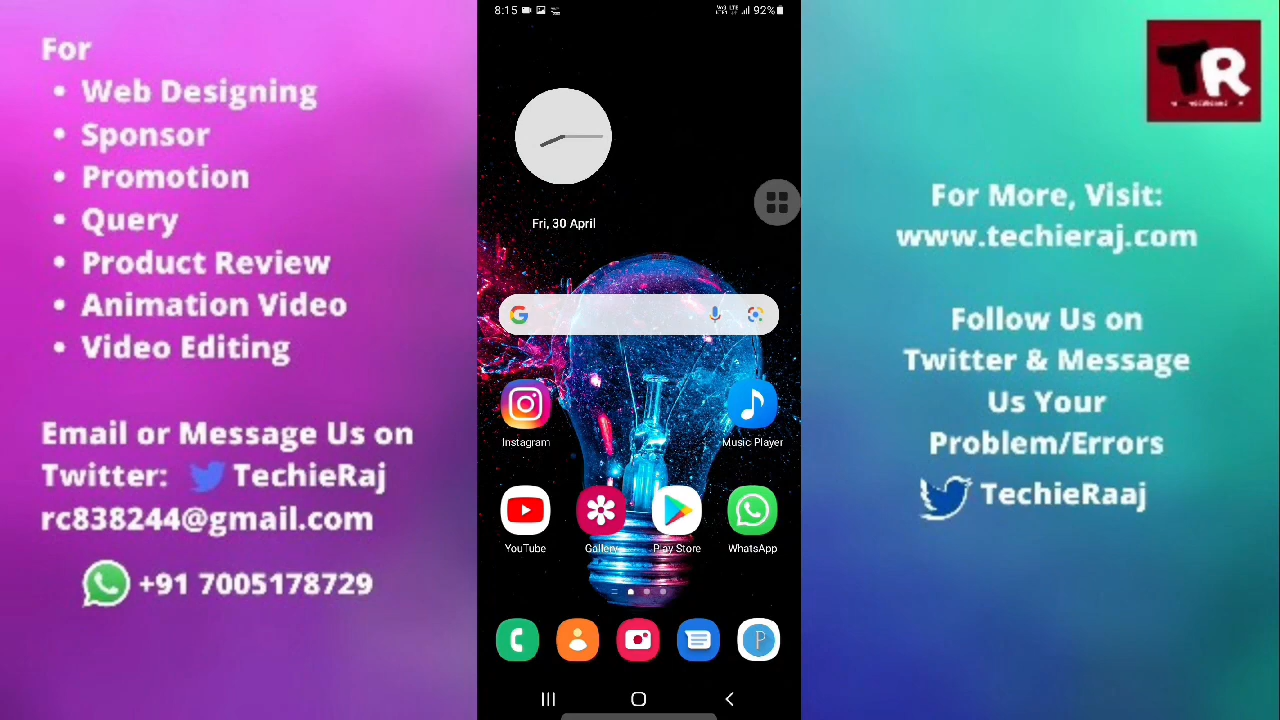 For
• Web Designing
• Sponsor
• Promotion
• Query
• Product Review
• Animation Video
• Video Editing
Email or Message Us on
Twitter: TechieRaj
rc838244@gmail.com
+91 7005178729
8:15
92%
Fri, 30 April
Instagram
Music Player
YouTube
Gallery
Play Store
WhatsApp
TR
For More, Visit:
www.techieraj.com
Follow Us on
Twitter & Message
Us Your
Problem/Errors
TechieRaaj